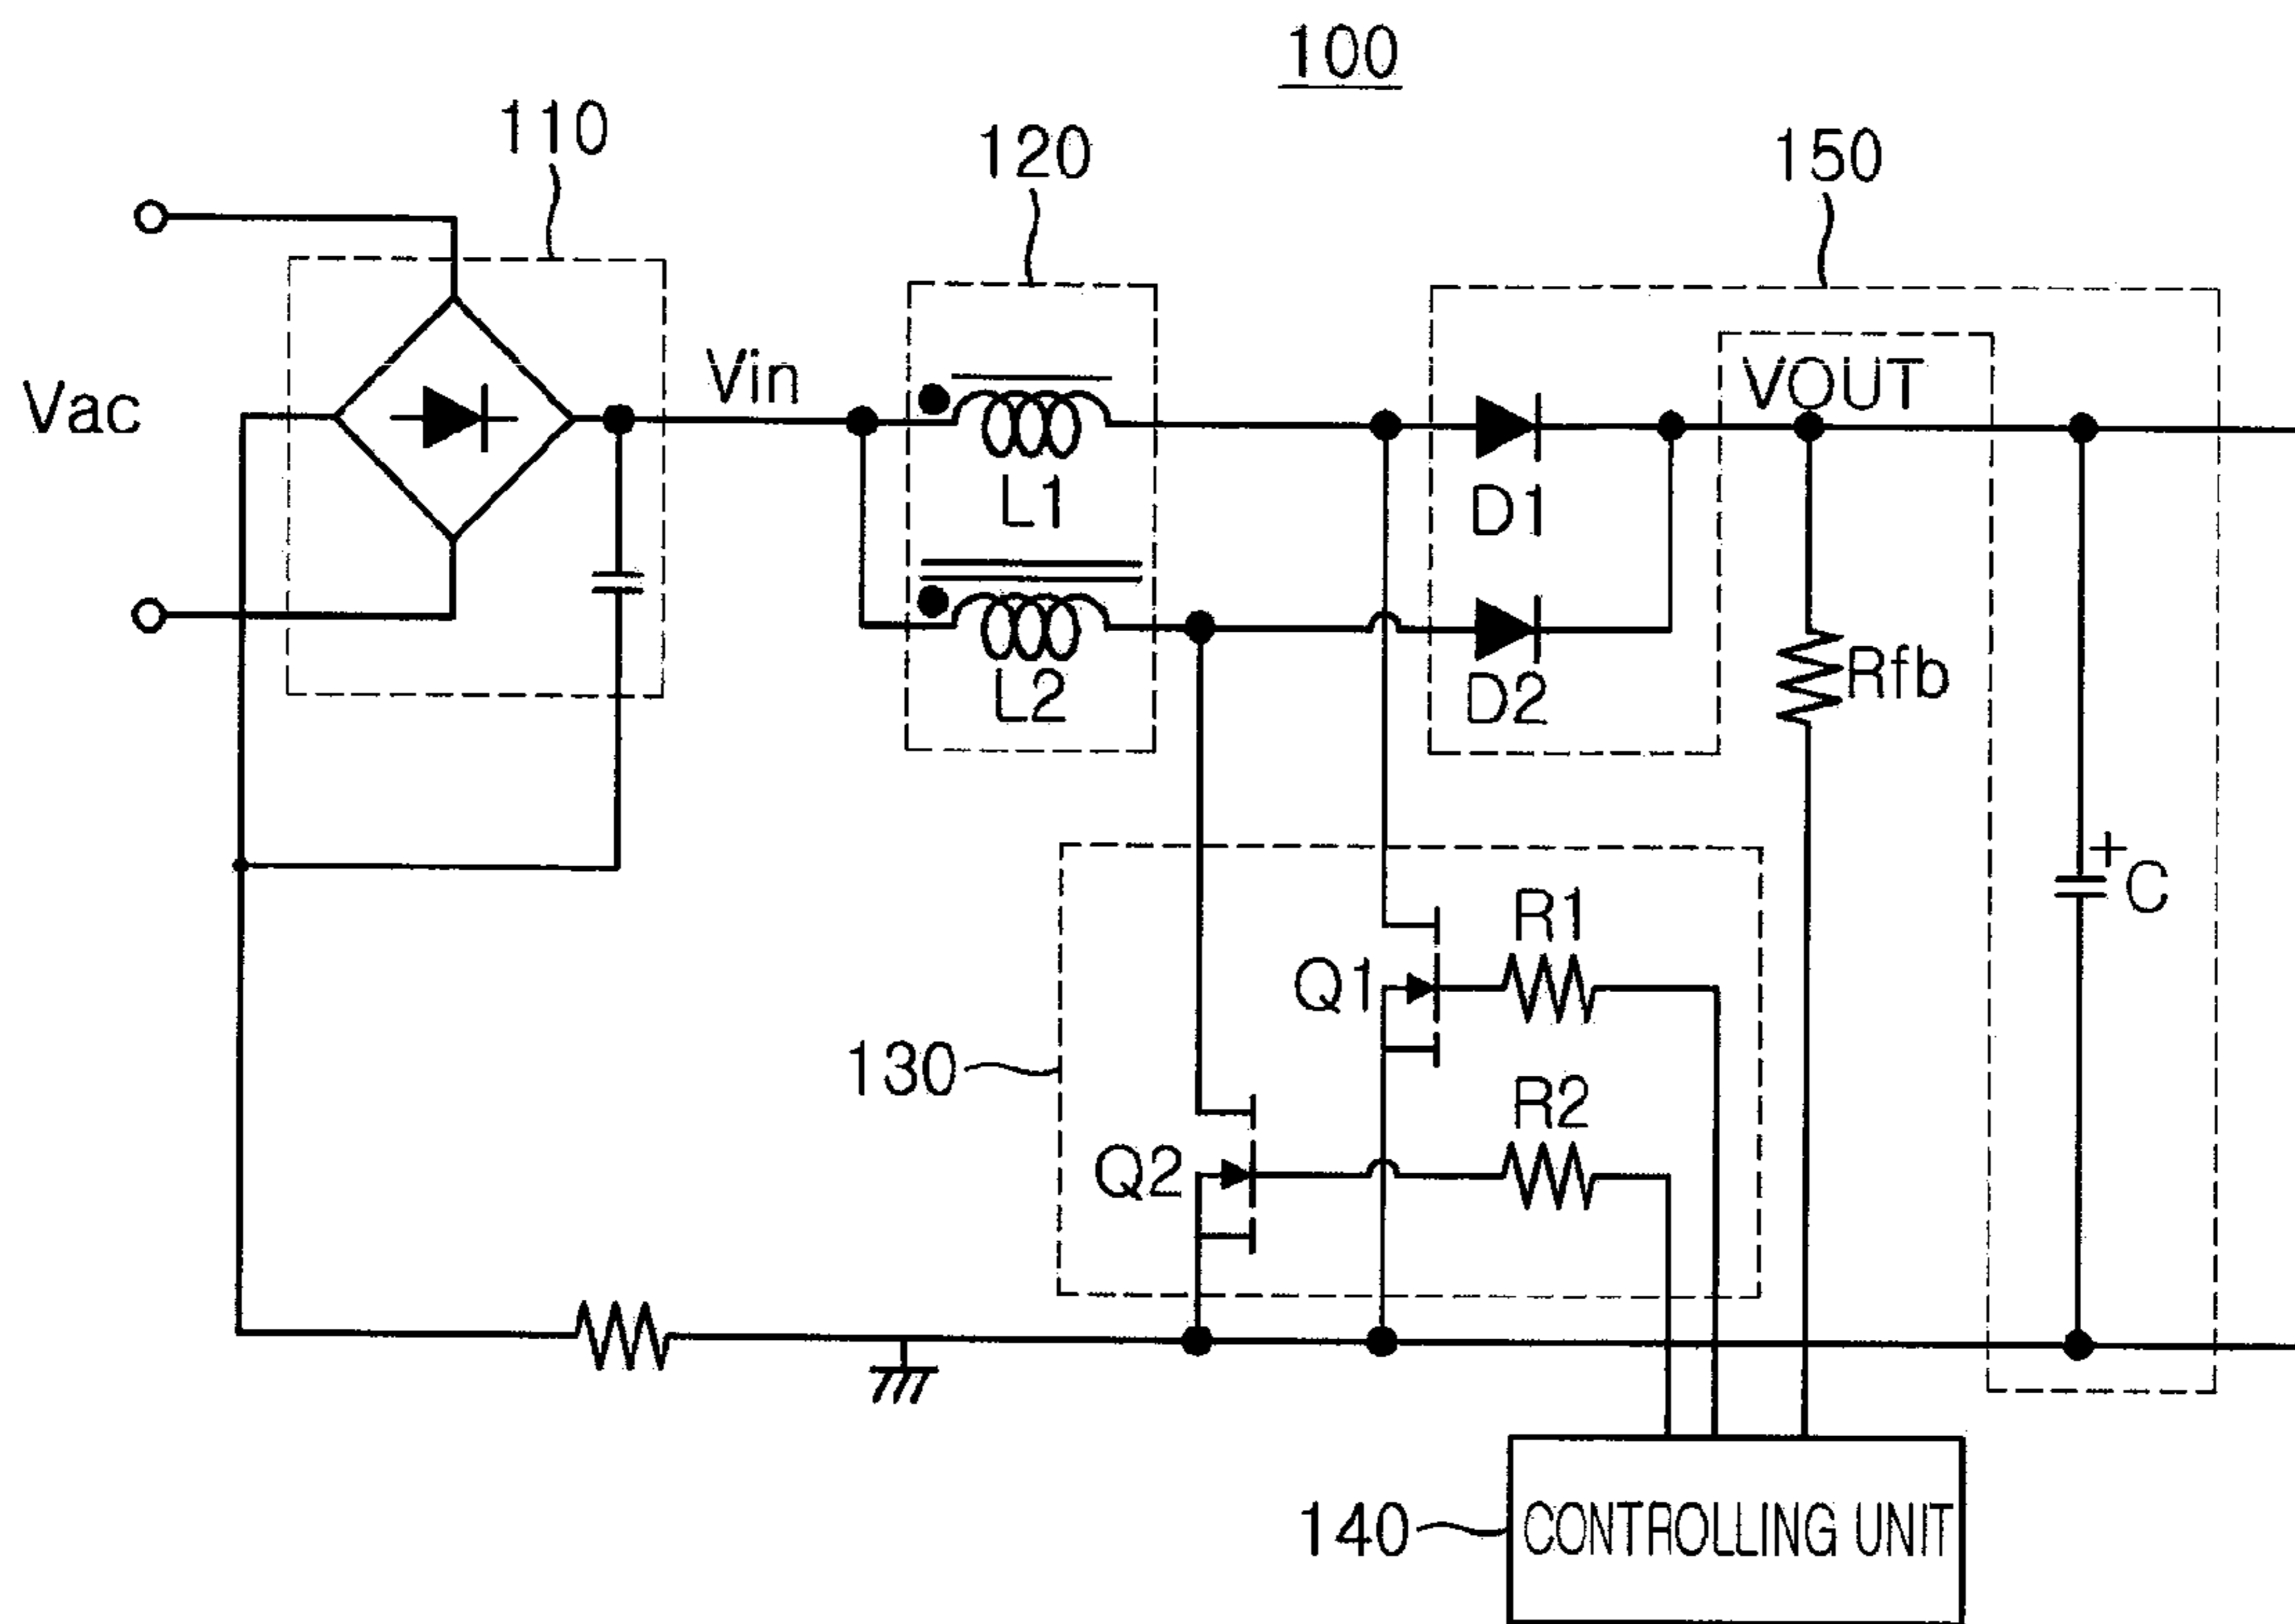 100
110
120
150
Vac
Vin
VOUT
L1
D1
L2
D2
Rfb
+
C
R1
Q1
130
R2
Q2
140
CONTROLLING UNIT